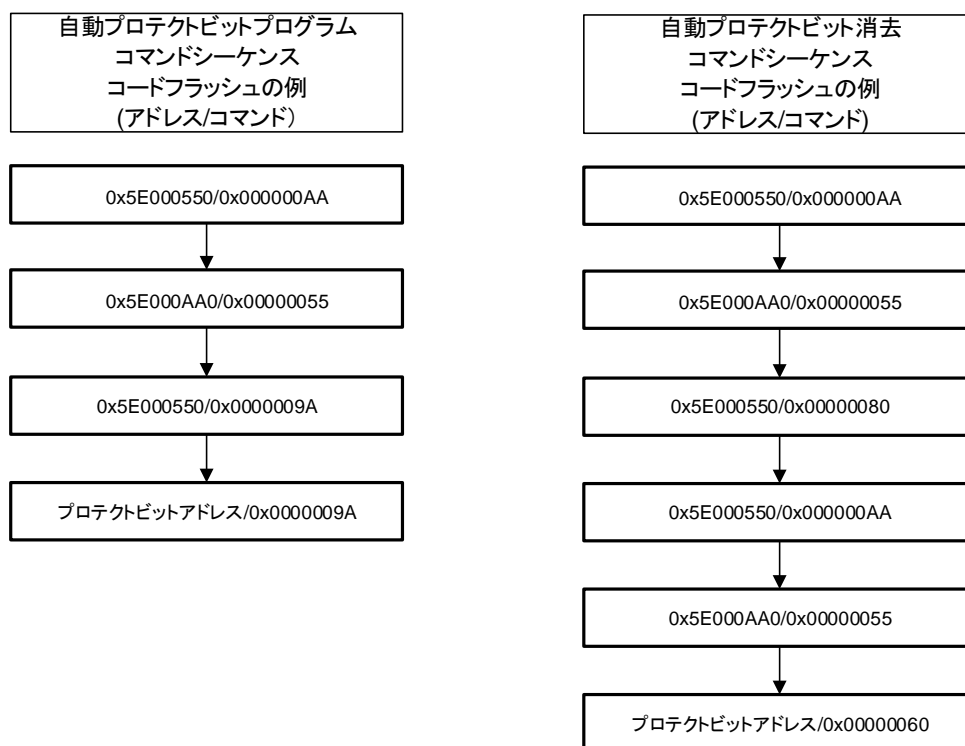 自動プロテクトビットプログラム
コマンドシーケンス
コードフラッシュの例
(アドレス/コマンド)
0x5E000550/0x000000AA
0x5E000AA0/0x00000055
0x5E000550/0x0000009A
プロテクトビットアドレス/0x0000009A
自動プロテクトビット消去
コマンドシーケンス
コードフラッシュの例
(アドレス/コマンド)
0x5E000550/0x000000AA
0x5E000AA0/0x00000055
0x5E000550/0x00000080
0x5E000550/0x000000AA
0x5E000AA0/0x00000055
プロテクトビットアドレス/0x00000060